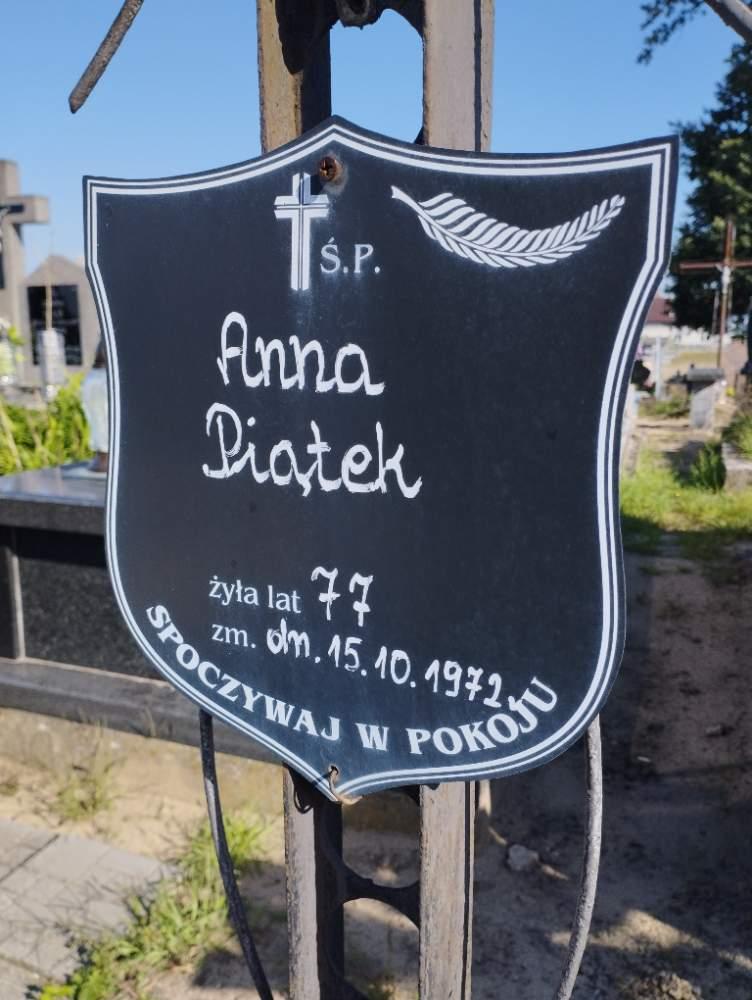 Ś.P.
Anna
Piątek
żyła lat 77
zm. dn. 15.10.1972
SPOCZYWAJ W POKOJU